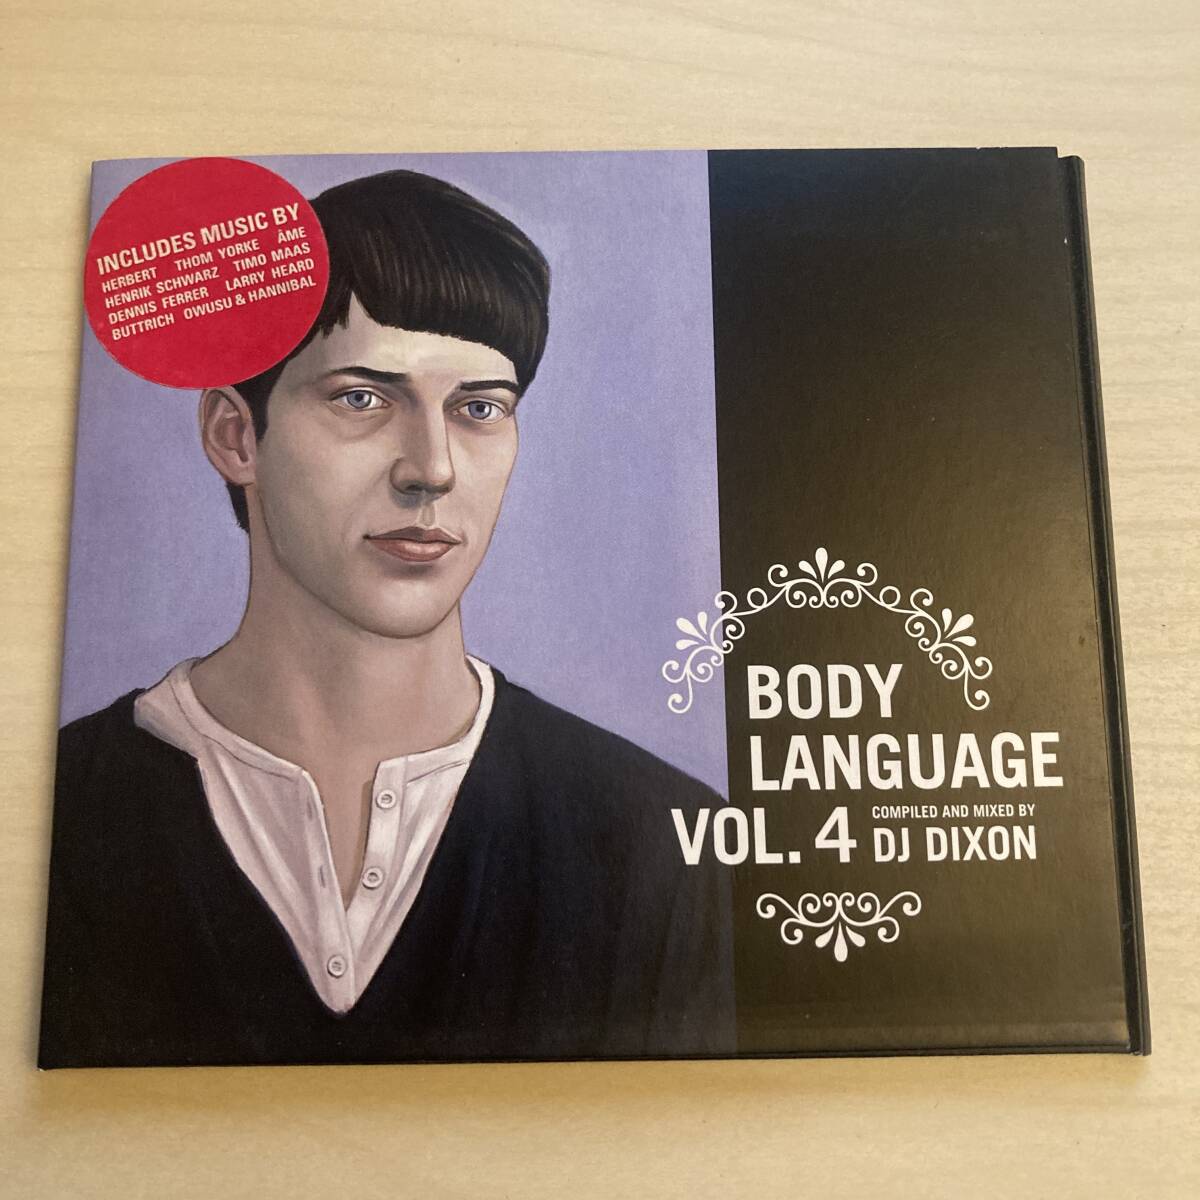 INCLUDES MUSIC BY
HERBERT THOM YORKE ÂME
HENRIK SCHWARZ TIMO MAAS
DENNIS FERRER LARRY HEARD
BUTTRICH OWUSU & HANNIBAL
BODY
LANGUAGE
VOL. 4 COMPILED AND MIXED BY
DJ DIXON